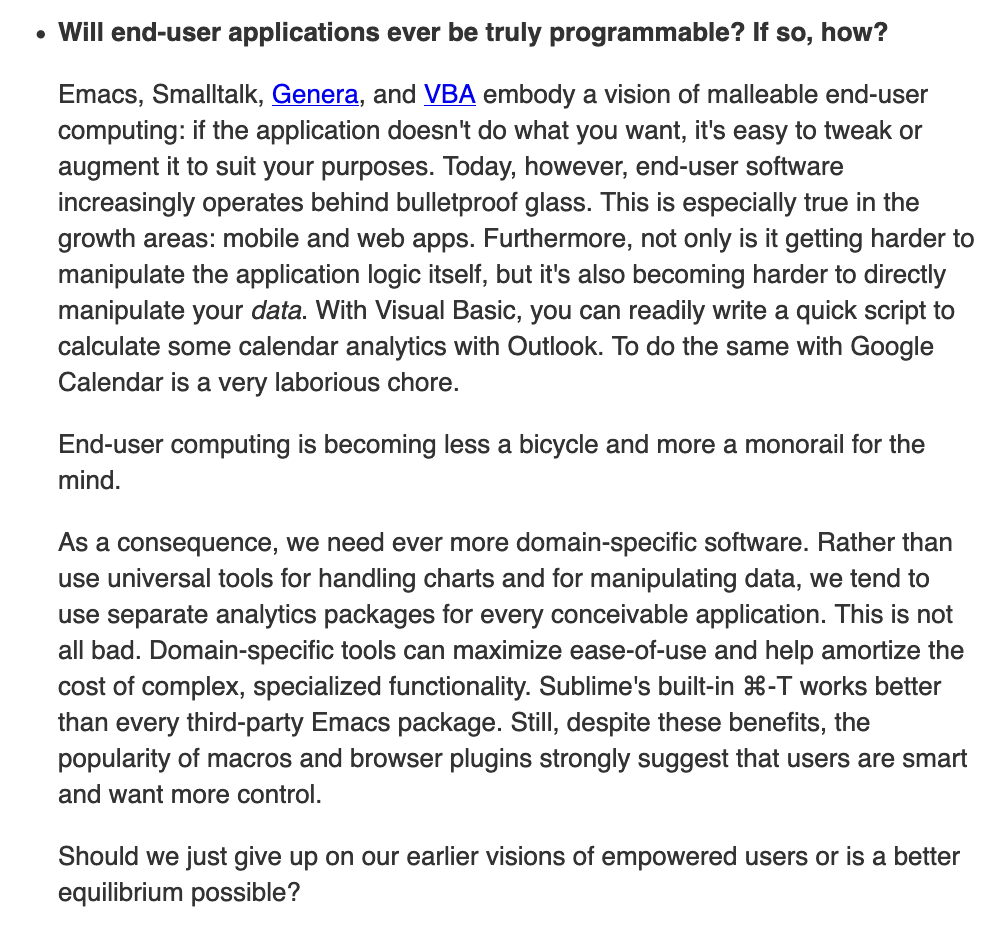 • Will end-user applications ever be truly programmable? If so, how?
Emacs, Smalltalk, Genera, and VBA embody a vision of malleable end-user
computing: if the application doesn't do what you want, it's easy to tweak or
augment it to suit your purposes. Today, however, end-user software
increasingly operates behind bulletproof glass. This is especially true in the
growth areas: mobile and web apps. Furthermore, not only is it getting harder to
manipulate the application logic itself, but it's also becoming harder to directly
manipulate your data. With Visual Basic, you can readily write a quick script to
calculate some calendar analytics with Outlook. To do the same with Google
Calendar is a very laborious chore.
End-user computing is becoming less a bicycle and more a monorail for the
mind.
As a consequence, we need ever more domain-specific software. Rather than
use universal tools for handling charts and for manipulating data, we tend to
use separate analytics packages for every conceivable application. This is not
all bad. Domain-specific tools can maximize ease-of-use and help amortize the
cost of complex, specialized functionality. Sublime's built-in ⌘-T works better
than every third-party Emacs package. Still, despite these benefits, the
popularity of macros and browser plugins strongly suggest that users are smart
and want more control.
Should we just give up on our earlier visions of empowered users or is a better
equilibrium possible?